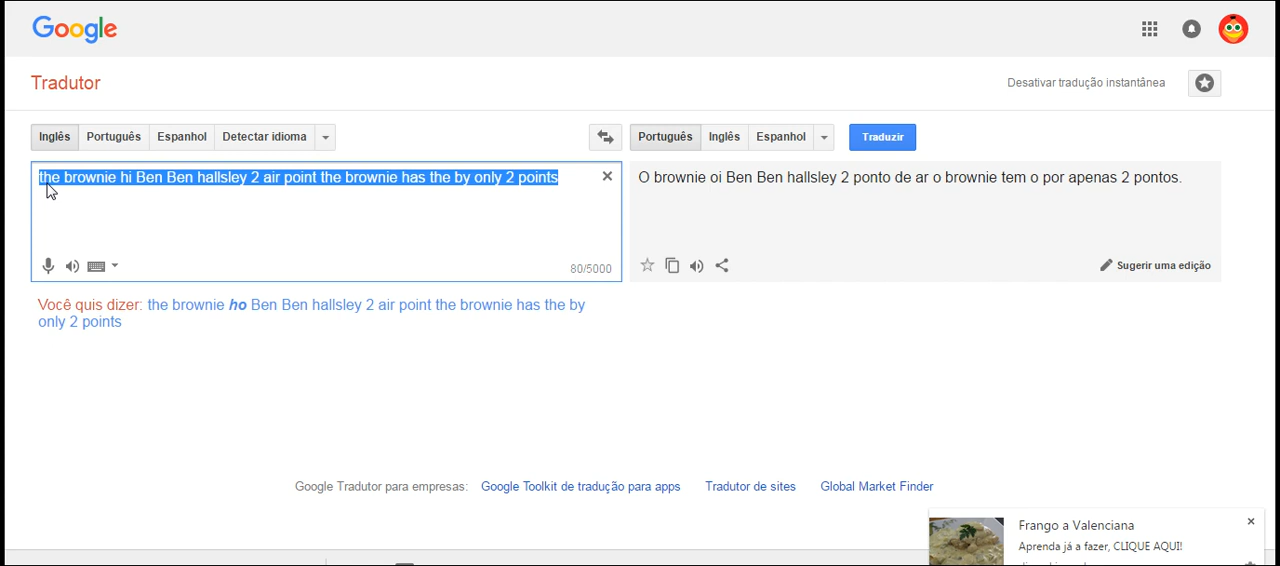 Google
Tradutor
Desativar tradução instantânea
Inglês Português Espanhol Detectar idioma
Português Inglês Espanhol Traduzir
the brownie hi Ben Ben hallsley 2 air point the brownie has the by only 2 points
O brownie oi Ben Ben hallsley 2 ponto de ar o brownie tem o por apenas 2 pontos.
80/5000
Sugerir uma edição
Você quis dizer: the brownie ho Ben Ben hallsley 2 air point the brownie has the by
only 2 points
Google Tradutor para empresas: Google Toolkit de tradução para apps Tradutor de sites Global Market Finder
Frango a Valenciana
Aprenda já a fazer, CLIQUE AQUI!